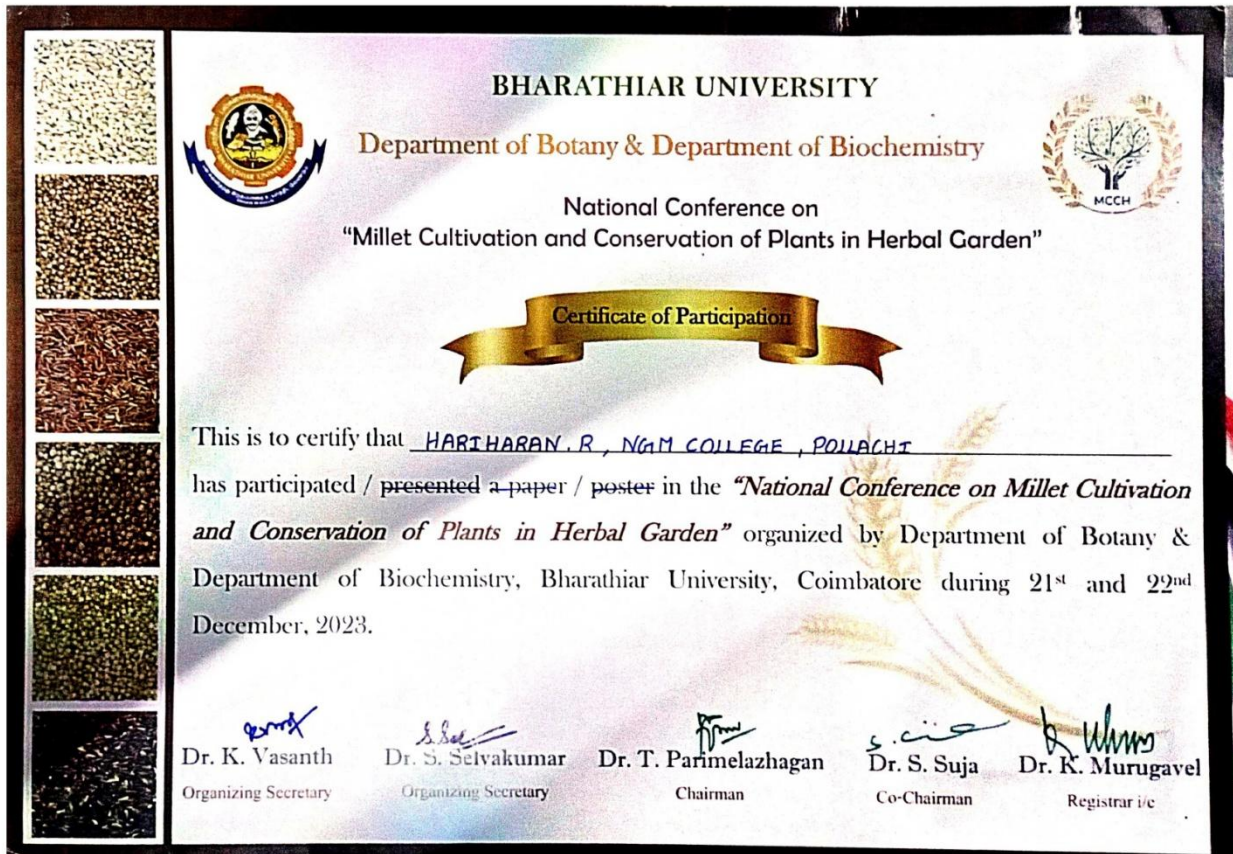 BHARATHIAR UNIVERSITY
Department of Botany & Department of Biochemistry
National Conference on
“Millet Cultivation and Conservation of Plants in Herbal Garden”
MCCH
Certificate of Participation
This is to certify that HARIHARAN. R, NGM COLLEGE, POLLACHI
has participated / presented a paper / poster in the “National Conference on Millet Cultivation
and Conservation of Plants in Herbal Garden” organized by Department of Botany &
Department of Biochemistry, Bharathiar University, Coimbatore during 21st and 22nd
December, 2023.
Dr. K. Vasanth Dr. S. Selvakumar Dr. T. Parimelazhagan Dr. S. Suja Dr. K. Murugavel
Organizing Secretary Organizing Secretary Chairman Co-Chairman Registrar i/c